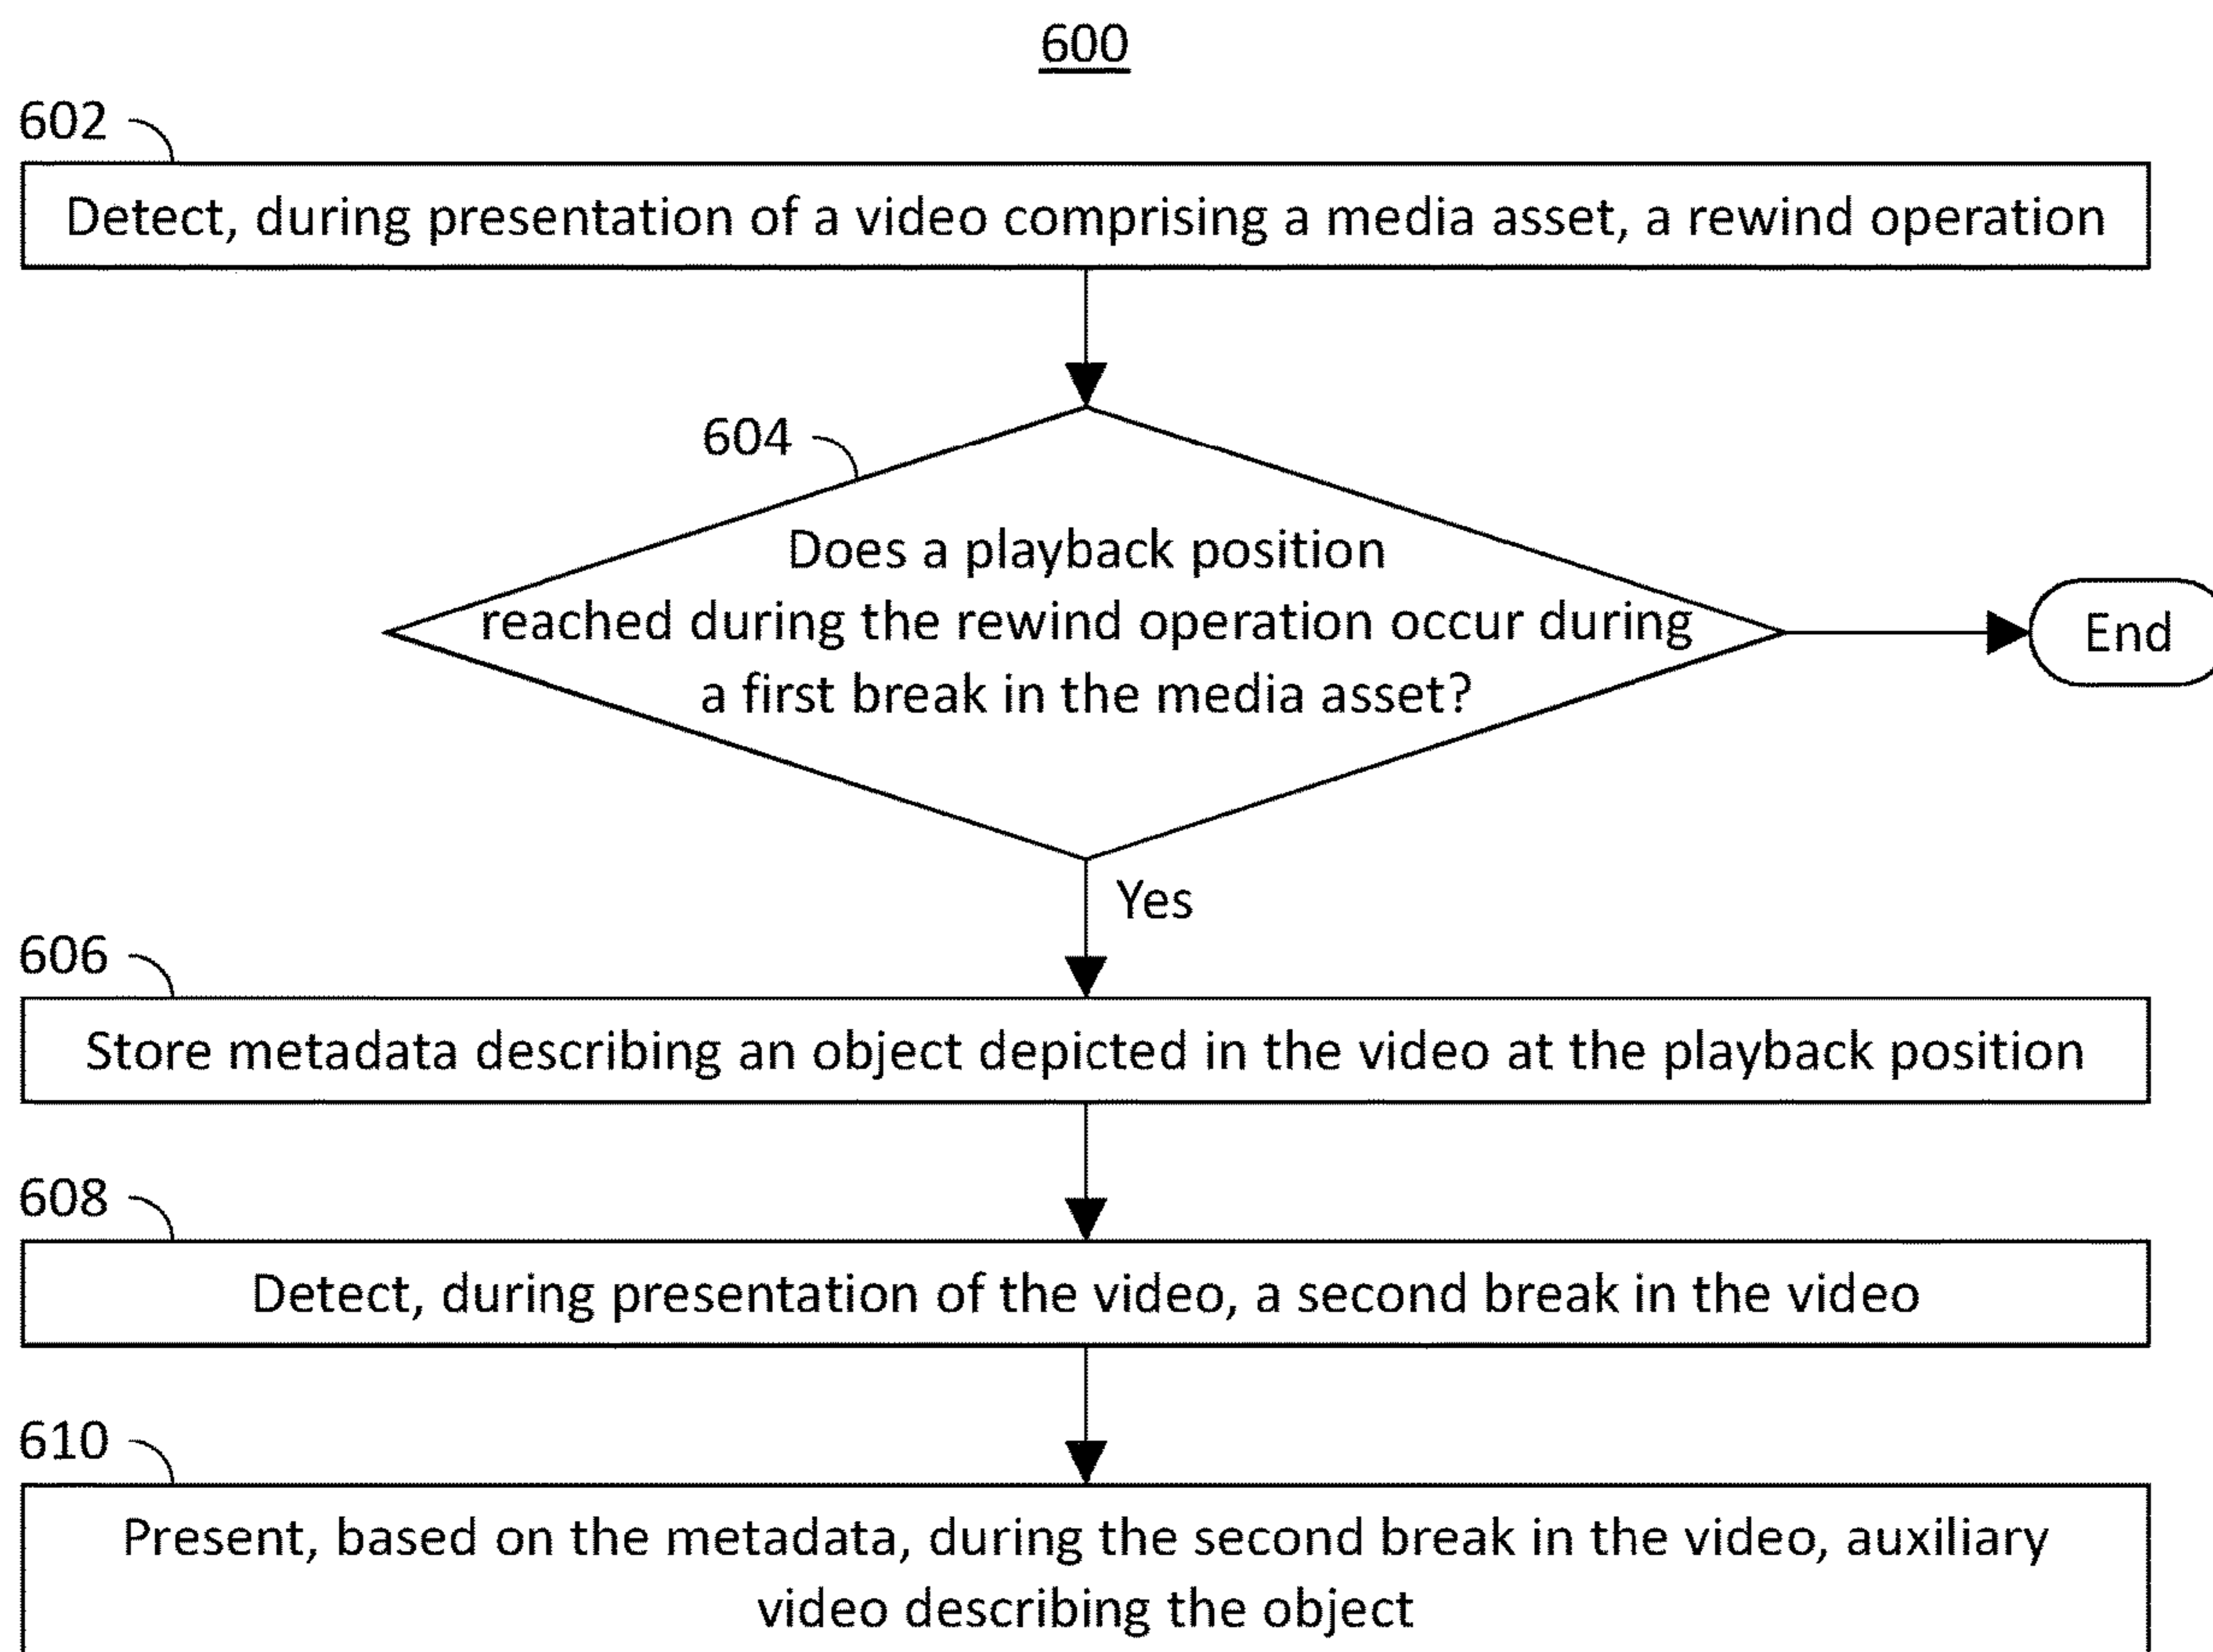 600
602
Detect, during presentation of a video comprising a media asset, a rewind operation
604
Does a playback position
reached during the rewind operation occur during
a first break in the media asset?
End
Yes
606
Store metadata describing an object depicted in the video at the playback position
608
Detect, during presentation of the video, a second break in the video
610
Present, based on the metadata, during the second break in the video, auxiliary
video describing the object